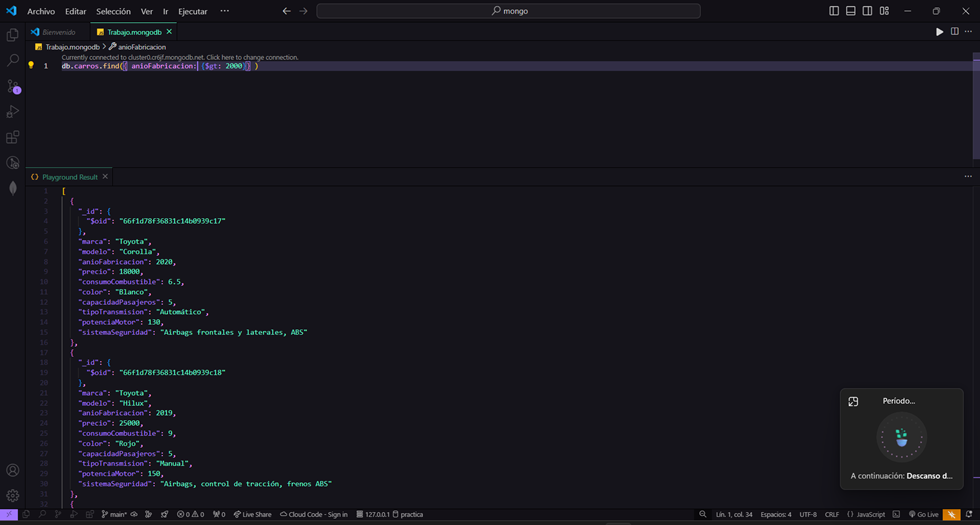 Archivo Editar Selección Ver Ir Ejecutar ··· mongo
Bienvenido Trabajo.mongodb
Trabajo.mongodb > anioFabricacion
Currently connected to cluster0.cr6jf.mongodb.net. Click here to change connection.
1 db.carros.find({ anioFabricacion: {$gt: 2000}} )
Playground Result
1 [
2 {
3 "_id": {
4 "$oid": "66f1d78f36831c14b0939c17"
5 },
6 "marca": "Toyota",
7 "modelo": "Corolla",
8 "anioFabricacion": 2020,
9 "precio": 18000,
10 "consumoCombustible": 6.5,
11 "color": "Blanco",
12 "capacidadPasajeros": 5,
13 "tipoTransmision": "Automático",
14 "potenciaMotor": 130,
15 "sistemaSeguridad": "Airbags frontales y laterales, ABS"
16 },
17 {
18 "_id": {
19 "$oid": "66f1d78f36831c14b0939c18"
20 },
21 "marca": "Toyota",
22 "modelo": "Hilux",
23 "anioFabricacion": 2019,
24 "precio": 25000,
25 "consumoCombustible": 9,
26 "color": "Rojo",
27 "capacidadPasajeros": 5,
28 "tipoTransmision": "Manual",
29 "potenciaMotor": 150,
30 "sistemaSeguridad": "Airbags, control de tracción, frenos ABS"
31 },
32 {
Período...
A continuación: Descanso d...
main* 0 0 0 Live Share Cloud Code - Sign in 127.0.0.1 practica Lín. 1, col. 34 Espacios: 4 UTF-8 CRLF {} JavaScript Go Live